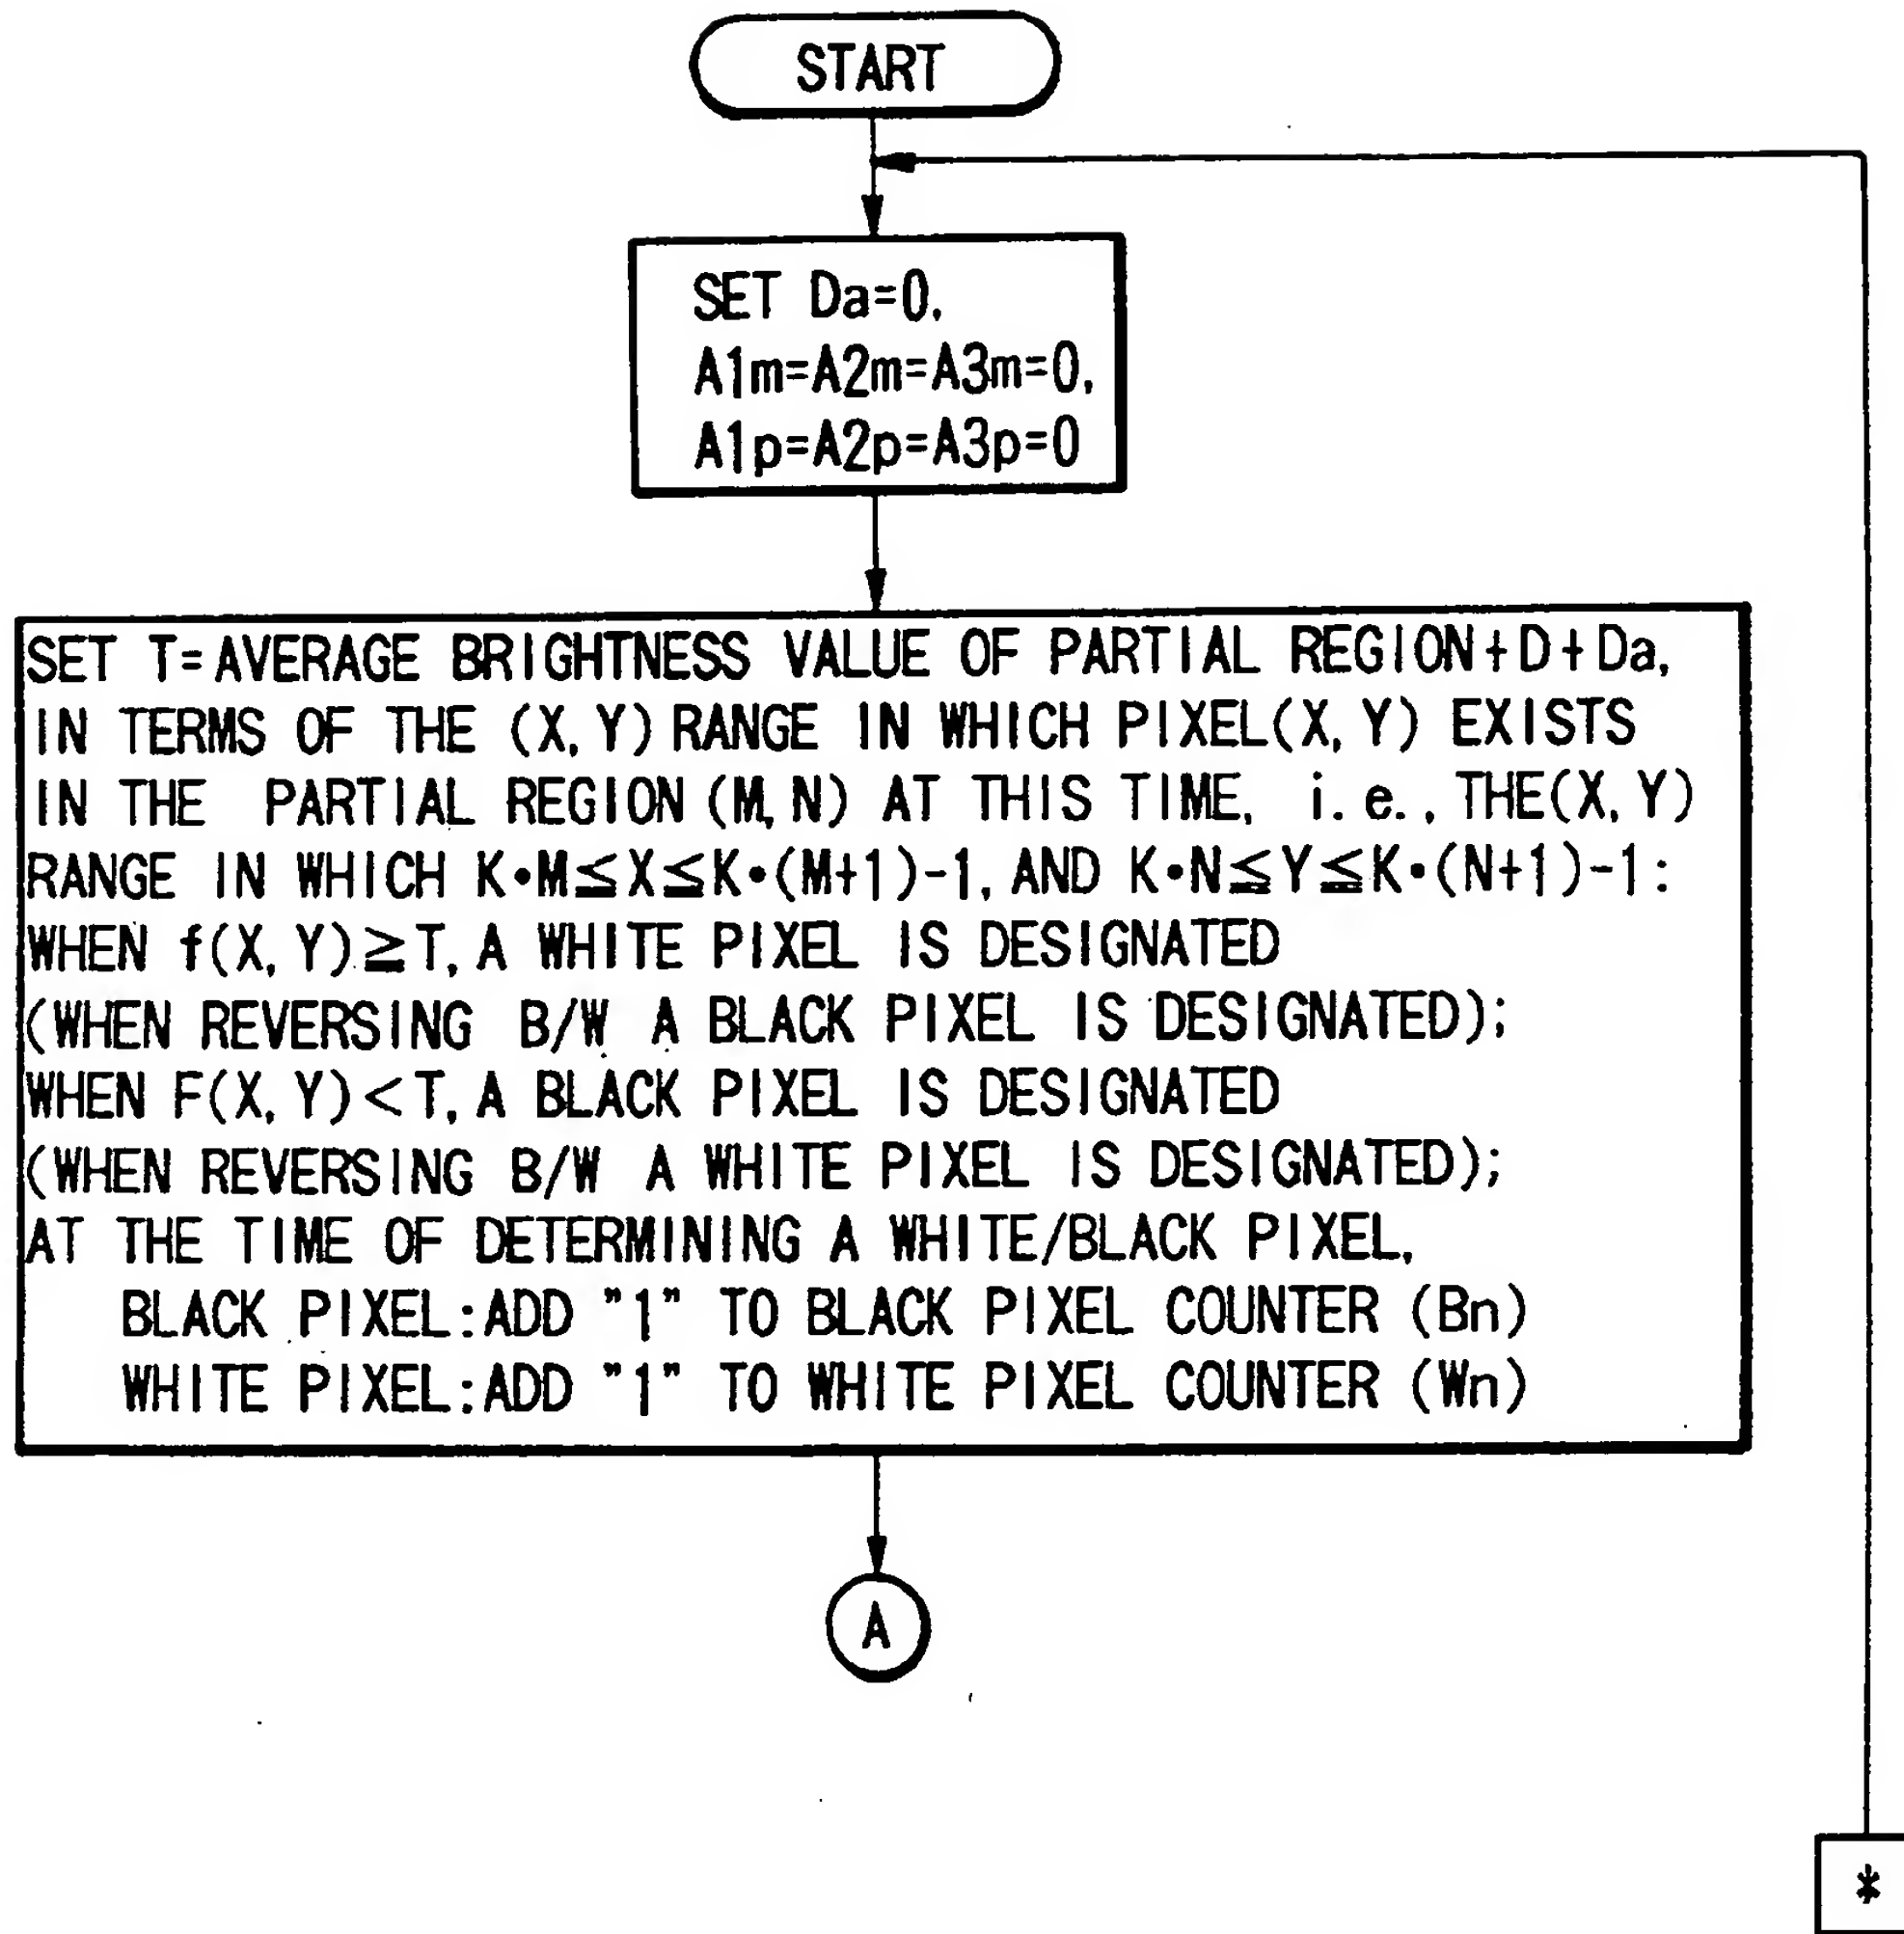 START
SET Da=0,
A1m=A2m=A3m=0,
A1p=A2p=A3p=0
SET T=AVERAGE BRIGHTNESS VALUE OF PARTIAL REGION+D+Da,
IN TERMS OF THE (X, Y) RANGE IN WHICH PIXEL(X, Y) EXISTS
IN THE PARTIAL REGION (M, N) AT THIS TIME, i. e., THE(X, Y)
RANGE IN WHICH K•M≦X≦K•(M+1)-1, AND K•N≦Y≦K•(N+1)-1:
WHEN f(X, Y)≧T, A WHITE PIXEL IS DESIGNATED
(WHEN REVERSING B/W A BLACK PIXEL IS DESIGNATED);
WHEN F(X, Y)<T, A BLACK PIXEL IS DESIGNATED
(WHEN REVERSING B/W A WHITE PIXEL IS DESIGNATED);
AT THE TIME OF DETERMINING A WHITE/BLACK PIXEL,
BLACK PIXEL:ADD "1" TO BLACK PIXEL COUNTER (Bn)
WHITE PIXEL:ADD "1" TO WHITE PIXEL COUNTER (Wn)
A
*